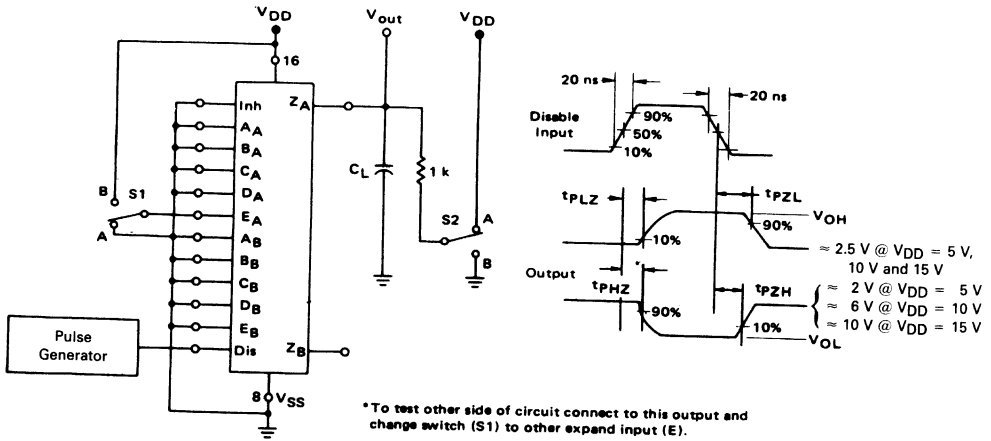 VDD
Vout
VDD
16
Inh
ZA
AA
BA
CA
DA
EA
AB
BB
CB
DB
EB
Dis
ZB
B
S1
A
CL
1 k
S2
A
B
Pulse
Generator
8
VSS
20 ns
20 ns
Disable
Input
90%
50%
10%
tPLZ
tPZL
VOH
90%
10%
≈ 2.5 V @ VDD = 5 V,
10 V and 15 V
Output
*
tPHZ
tPZH
≈ 2 V @ VDD = 5 V
≈ 6 V @ VDD = 10 V
≈ 10 V @ VDD = 15 V
90%
10%
VOL
*To test other side of circuit connect to this output and
change switch (S1) to other expand input (E).